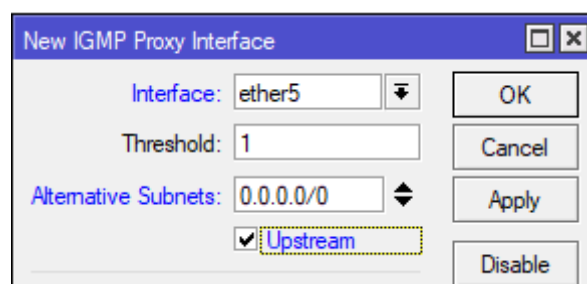 New IGMP Proxy Interface
Interface: ether5
OK
Threshold: 1
Cancel
Alternative Subnets: 0.0.0.0/0
Apply
Upstream
Disable